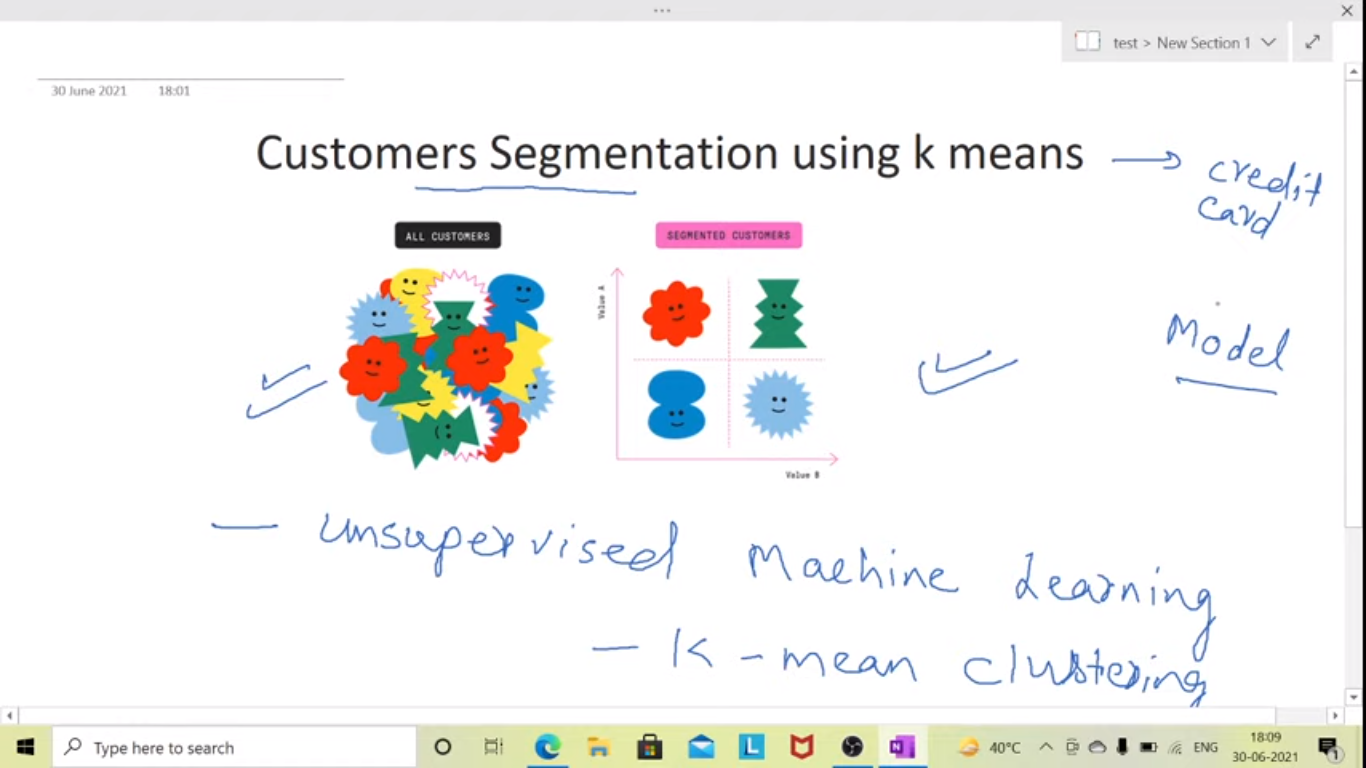 test > New Section 1
30 June 2021 18:01
Customers Segmentation using k means
credit
card
ALL CUSTOMERS
SEGMENTED CUSTOMERS
Value A
Model
Value B
— unsupervised Machine Learning
— K-mean clustering
Type here to search
40°C
ENG
18:09
30-06-2021
1